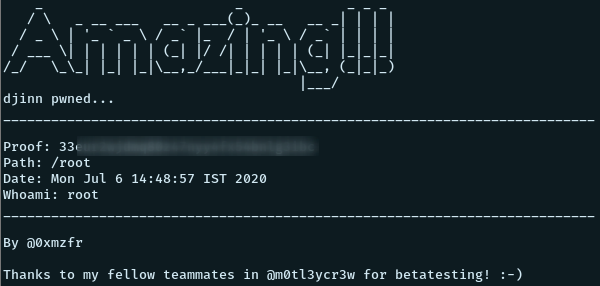 Amazing!!!
djinn pwned...
Proof: 33
Path: /root
Date: Mon Jul 6 14:48:57 IST 2020
Whoami: root
By @0xmzfr
Thanks to my fellow teammates in @m0tl3ycr3w for betatesting! :-)